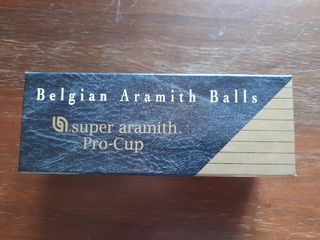 Belgian Aramith Balls
super aramith.
Pro-Cup